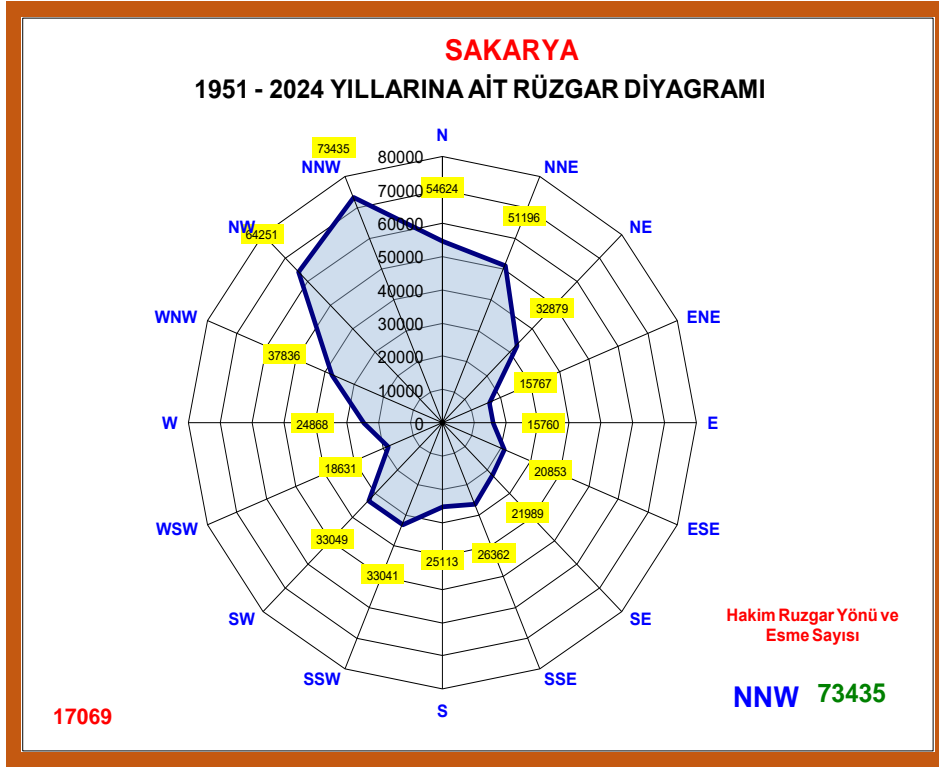 SAKARYA
1951 - 2024 YILLARINA AİT RÜZGAR DİYAGRAMI
N
73435
NNW
80000
NNE
70000
54624
51196
60000
NW
64251
NE
50000
40000
32879
WNW
ENE
30000
37836
20000
15767
10000
W
24868
0
15760
E
18631
20853
WSW
21989
ESE
33049
25113
26362
33041
SW
SE
Hakim Ruzgar Yönü ve
Esme Sayısı
SSW
SSE
S
NNW 73435
17069